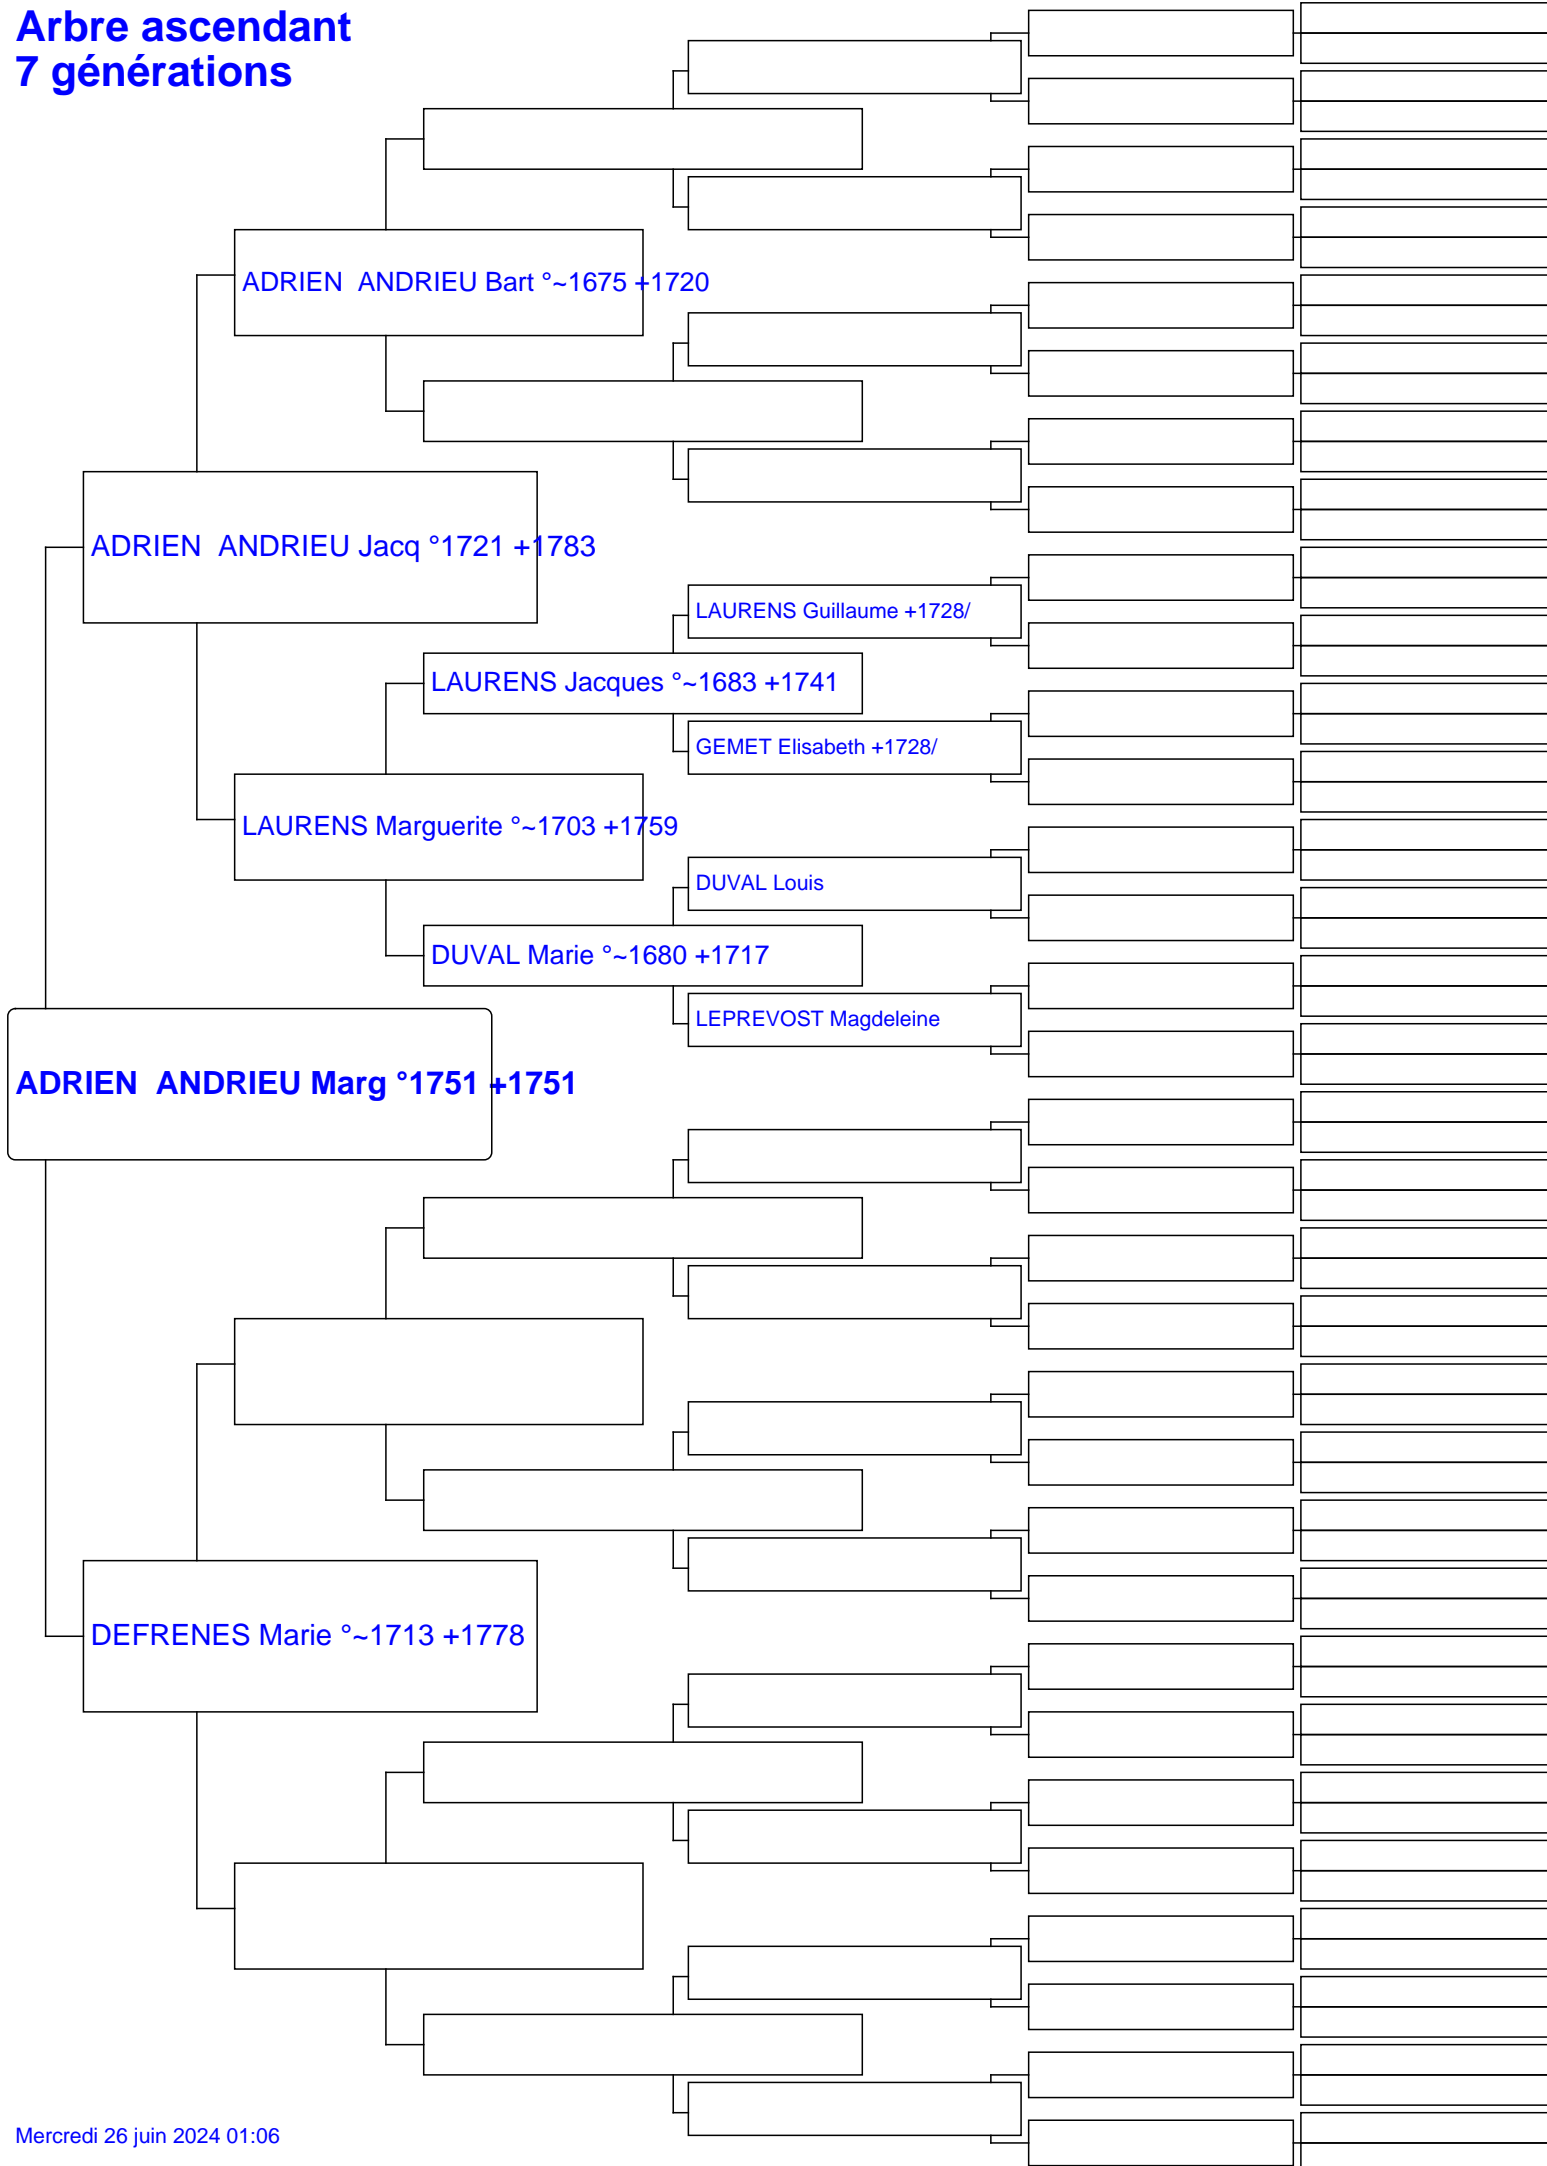 Arbre ascendant
7 générations
ADRIEN  ANDRIEU Bart °~1675 +1720
ADRIEN  ANDRIEU Jacq °1721 +1783
LAURENS Guillaume +1728/
LAURENS Jacques °~1683 +1741
GEMET Elisabeth +1728/
LAURENS Marguerite °~1703 +1759
DUVAL Louis
DUVAL Marie °~1680 +1717
LEPREVOST Magdeleine
ADRIEN  ANDRIEU Marg °1751 +1751
DEFRENES Marie °~1713 +1778
Mercredi 26 juin 2024 01:06